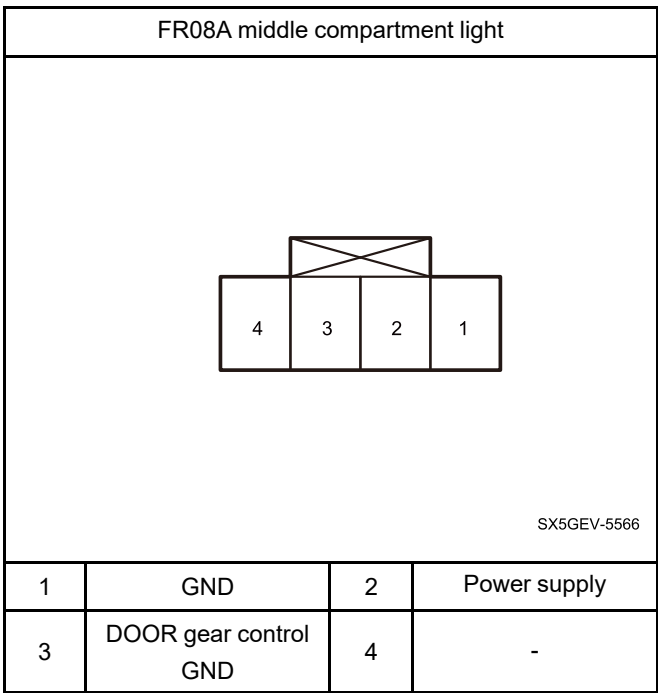 FR08A middle compartment light
4 3 2 1
SX5GEV-5566
1 GND 2 Power supply
3 DOOR gear control GND 4 -